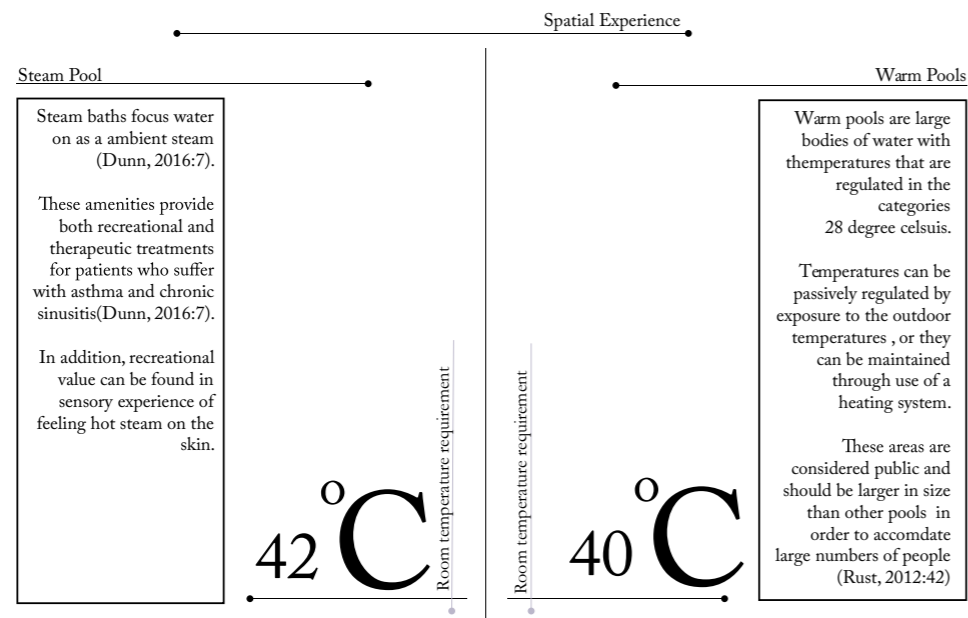 Spatial Experience
Steam Pool
Steam baths focus water
on as a ambient steam
(Dunn, 2016:7).
These amenities provide
both recreational and
therapeutic treatments
for patients who suffer
with asthma and chronic
sinusitis(Dunn, 2016:7).
In addition, recreational
value can be found in
sensory experience of
feeling hot steam on the
skin.
42 °C
Room temperature requirement
Warm Pools
Warm pools are large
bodies of water with
themperatures that are
regulated in the
categories
28 degree celsuis.
Temperatures can be
passively regulated by
exposure to the outdoor
temperatures , or they
can be maintained
through use of a
heating system.
These areas are
considered public and
should be larger in size
than other pools in
order to accomdate
large numbers of people
(Rust, 2012:42)
Room temperature requirement
40 °C